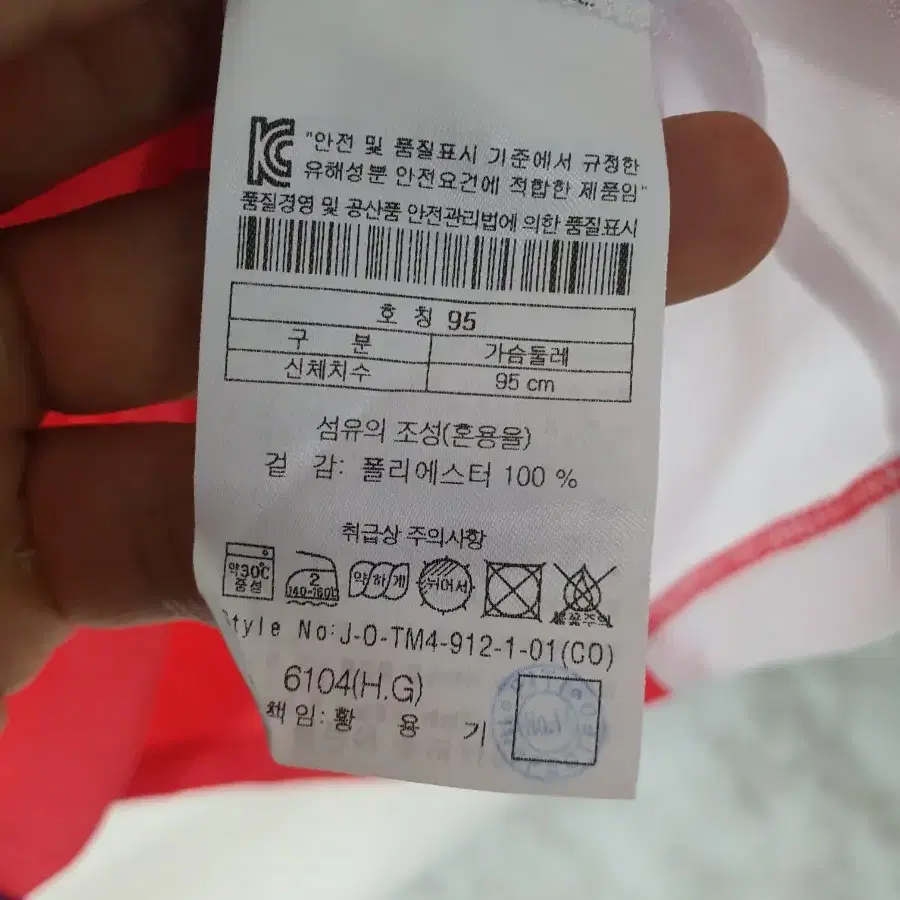 "안전 및 품질표시 기준에서 규정한
유해성분 안전요건에 적합한 제품임"
품질경영 및 공산품 안전관리법에 의한 품질표시
호 칭 95
구 분 가슴둘레
신체치수 95 cm
섬유의 조성(혼용율)
겉 감: 폴리에스터 100 %
취급상 주의사항
약30℃ 중성 2 140-160℃ 약하게 뉘어서 불꽃주의
Style No:J-O-TM4-912-1-01(CO)
6104(H.G)
책임:황 용 기